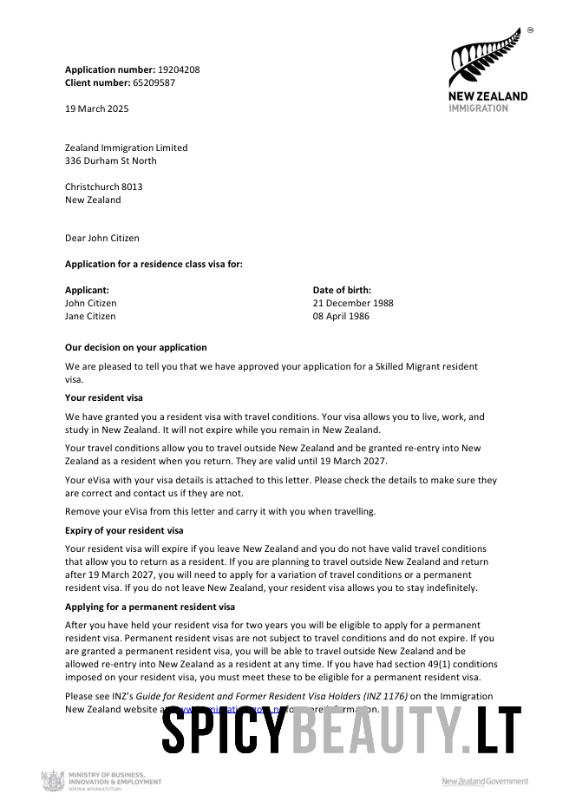 Application number: 19204208
Client number: 65209587
NEW ZEALAND
IMMIGRATION
19 March 2025
Zealand Immigration Limited
336 Durham St North
Christchurch 8013
New Zealand
Dear John Citizen
Application for a residence class visa for:
Applicant: Date of birth:
John Citizen 21 December 1988
Jane Citizen 08 April 1986
Our decision on your application
We are pleased to tell you that we have approved your application for a Skilled Migrant resident
visa.
Your resident visa
We have granted you a resident visa with travel conditions. Your visa allows you to live, work, and
study in New Zealand. It will not expire while you remain in New Zealand.
Your travel conditions allow you to travel outside New Zealand and be granted re-entry into New
Zealand as a resident when you return. They are valid until 19 March 2027.
Your eVisa with your visa details is attached to this letter. Please check the details to make sure they
are correct and contact us if they are not.
Remove your eVisa from this letter and carry it with you when travelling.
Expiry of your resident visa
Your resident visa will expire if you leave New Zealand and you do not have valid travel conditions
that allow you to return as a resident. If you are planning to travel outside New Zealand and return
after 19 March 2027, you will need to apply for a variation of travel conditions or a permanent
resident visa. If you do not leave New Zealand, your resident visa allows you to stay indefinitely.
Applying for a permanent resident visa
After you have held your resident visa for two years you will be eligible to apply for a permanent
resident visa. Permanent resident visas are not subject to travel conditions and do not expire. If you
are granted a permanent visa, you will be able to travel outside New Zealand and be
allowed re-entry into New Zealand as a resident at any time. If you have had section 49(1) conditions
imposed on your resident visa, you must meet these to be eligible for a permanent resident visa.
Please see INZ's Guide for Resident and Former Resident Visa Holders (INZ 1176) on the Immigration
New Zealand website
SPICYBEAUTY.LT
MINISTRY OF BUSINESS,
INNOVATION & EMPLOYMENT
HĪKINA WHAKATUTUKI
New Zealand Government